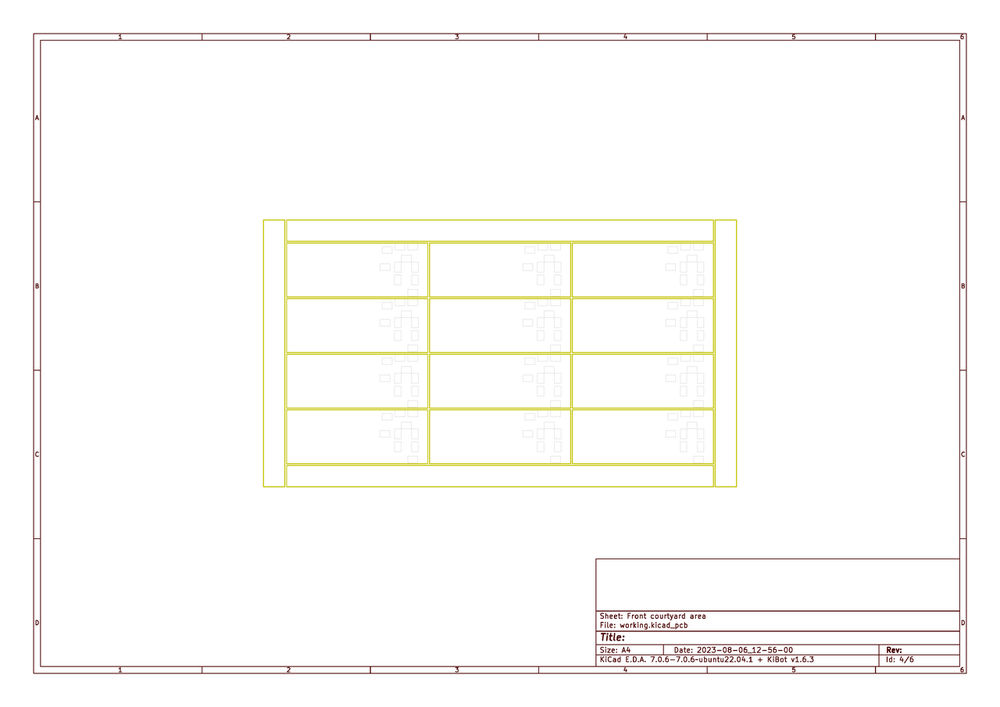 1 2 3 4 5 6
A A
B B
C C
D D
Sheet: Front courtyard area
File: working.kicad_pcb
Title:
Size: A4 Date: 2023-08-06_12-56-00 Rev:
KiCad E.D.A. 7.0.6-7.0.6~ubuntu22.04.1 + KiBot v1.6.3 Id: 4/6
1 2 3 4 5 6